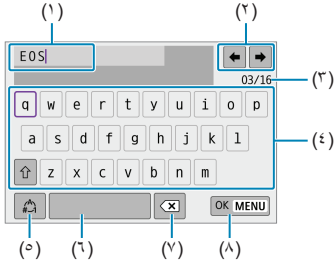 (١) (٢)
EOS
03/16 (٣)
q w e r t y u i o p
a s d f g h j k l (٤)
z x c v b n m
OK MENU
(٥) (٦) (٧) (٨)